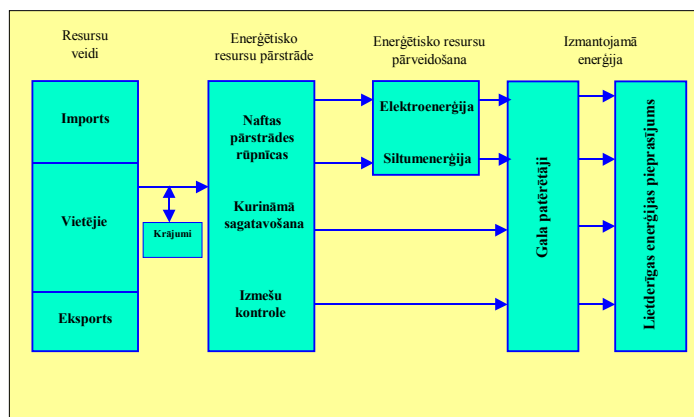 Resursu
veidi
Enerģētisko
resursu pārstrāde
Enerģētisko resursu
pārveidošana
Izmantojamā
enerģija
Imports
Vietējie
Eksports
Krājumi
Naftas
pārstrādes
rūpnīcas
Kurināmā
sagatavošana
Izmešu
kontrole
Elektroenerģija
Siltumenerģija
Gala patērētāji
Lietderīgas enerģijas pieprasījums